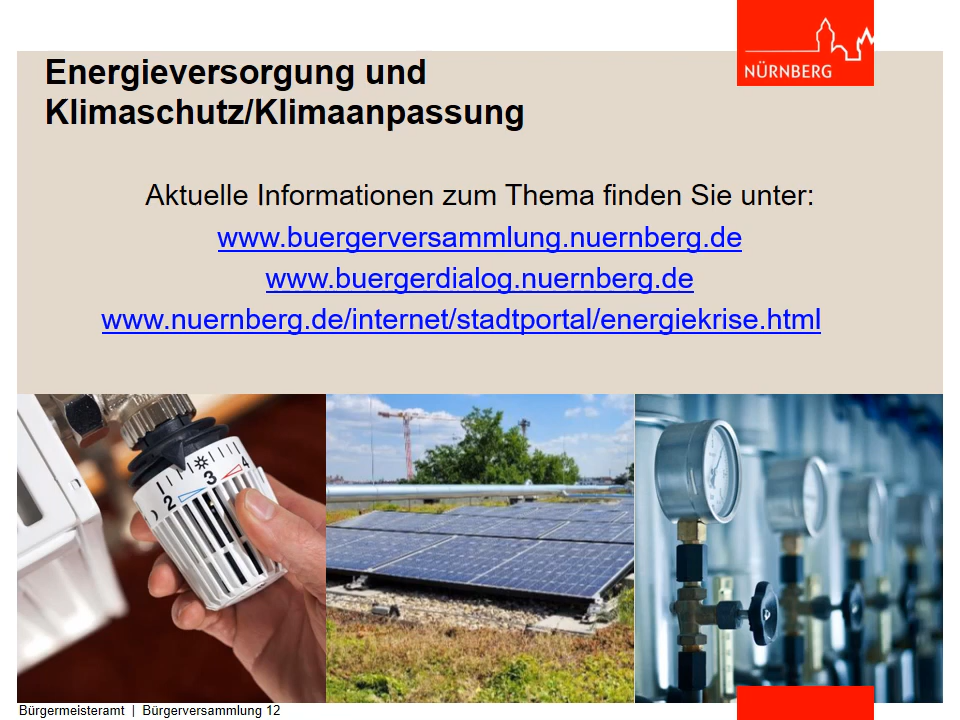 NÜRNBERG
Energieversorgung und
Klimaschutz/Klimaanpassung
Aktuelle Informationen zum Thema finden Sie unter:
www.buergerversammlung.nuernberg.de
www.buergerdialog.nuernberg.de
www.nuernberg.de/internet/stadtportal/energiekrise.html
2 3 4
Bürgermeisteramt | Bürgerversammlung 12